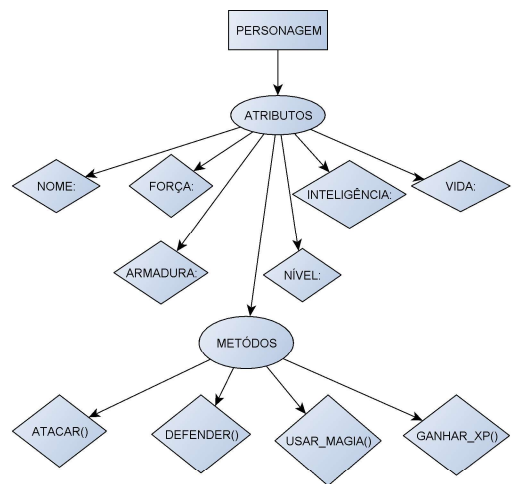 PERSONAGEM
ATRIBUTOS
NOME:
FORÇA:
INTELIGÊNCIA:
VIDA:
ARMADURA:
NÍVEL:
METÓDOS
ATACAR()
DEFENDER()
USAR_MAGIA()
GANHAR_XP()